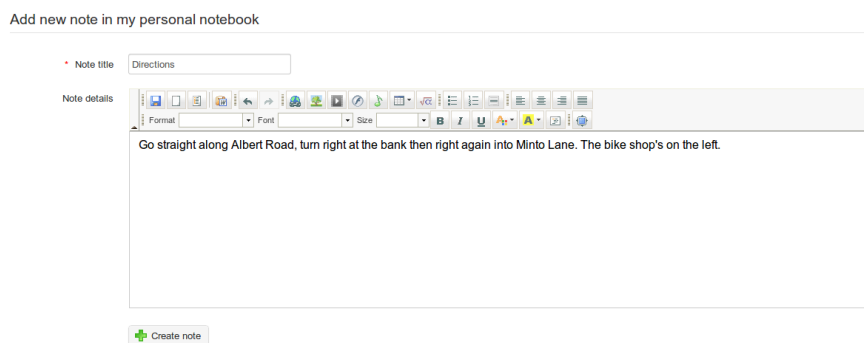 Add new note in my personal notebook
* Note title Directions
Note details
Format Font Size B I U A A
Go straight along Albert Road, turn right at the bank then right again into Minto Lane. The bike shop's on the left.
Create note